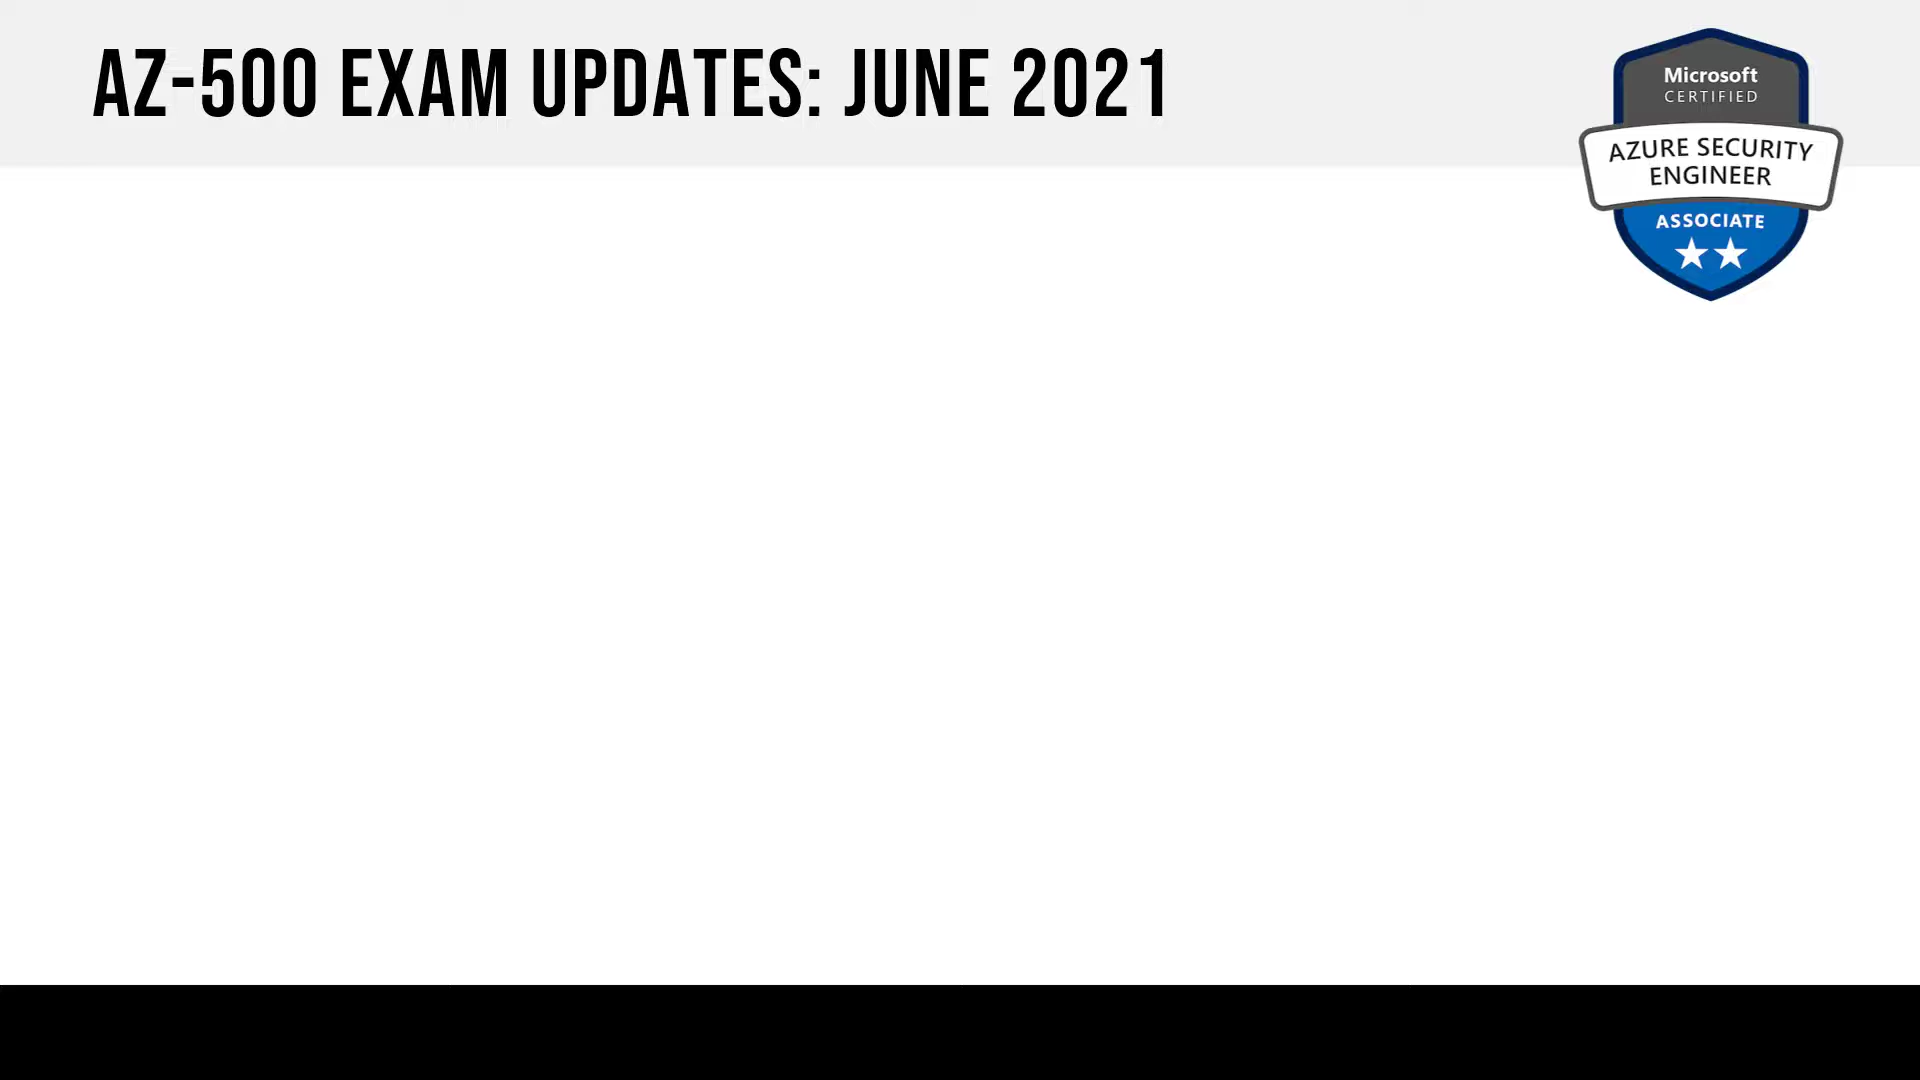 AZ-500 EXAM UPDATES: JUNE 2021
Microsoft
CERTIFIED
AZURE SECURITY
ENGINEER
ASSOCIATE